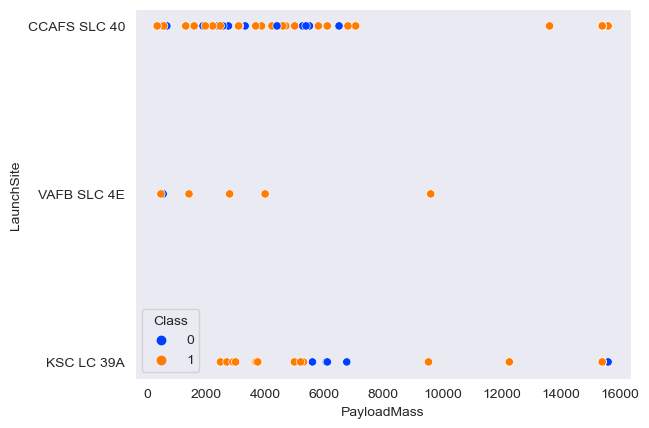 CCAFS SLC 40
VAFB SLC 4E
KSC LC 39A
LaunchSite
Class
0
1
0 2000 4000 6000 8000 10000 12000 14000 16000
PayloadMass